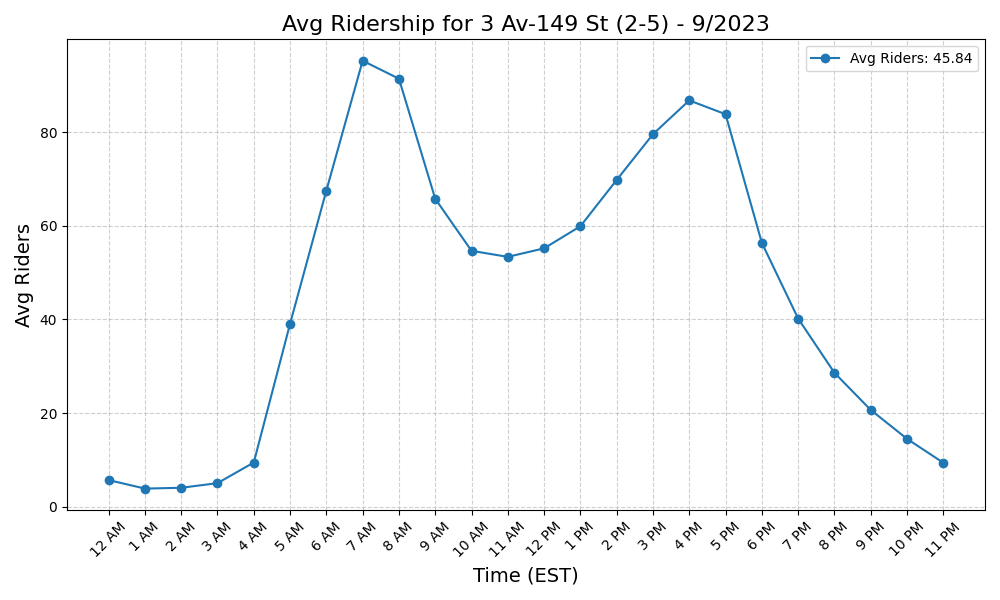 Avg Ridership for 3 Av-149 St (2-5) - 9/2023
Avg Riders: 45.84
Avg Riders
80
60
40
20
0
12 AM
1 AM
2 AM
3 AM
4 AM
5 AM
6 AM
7 AM
8 AM
9 AM
10 AM
11 AM
12 PM
1 PM
2 PM
3 PM
4 PM
5 PM
6 PM
7 PM
8 PM
9 PM
10 PM
11 PM
Time (EST)